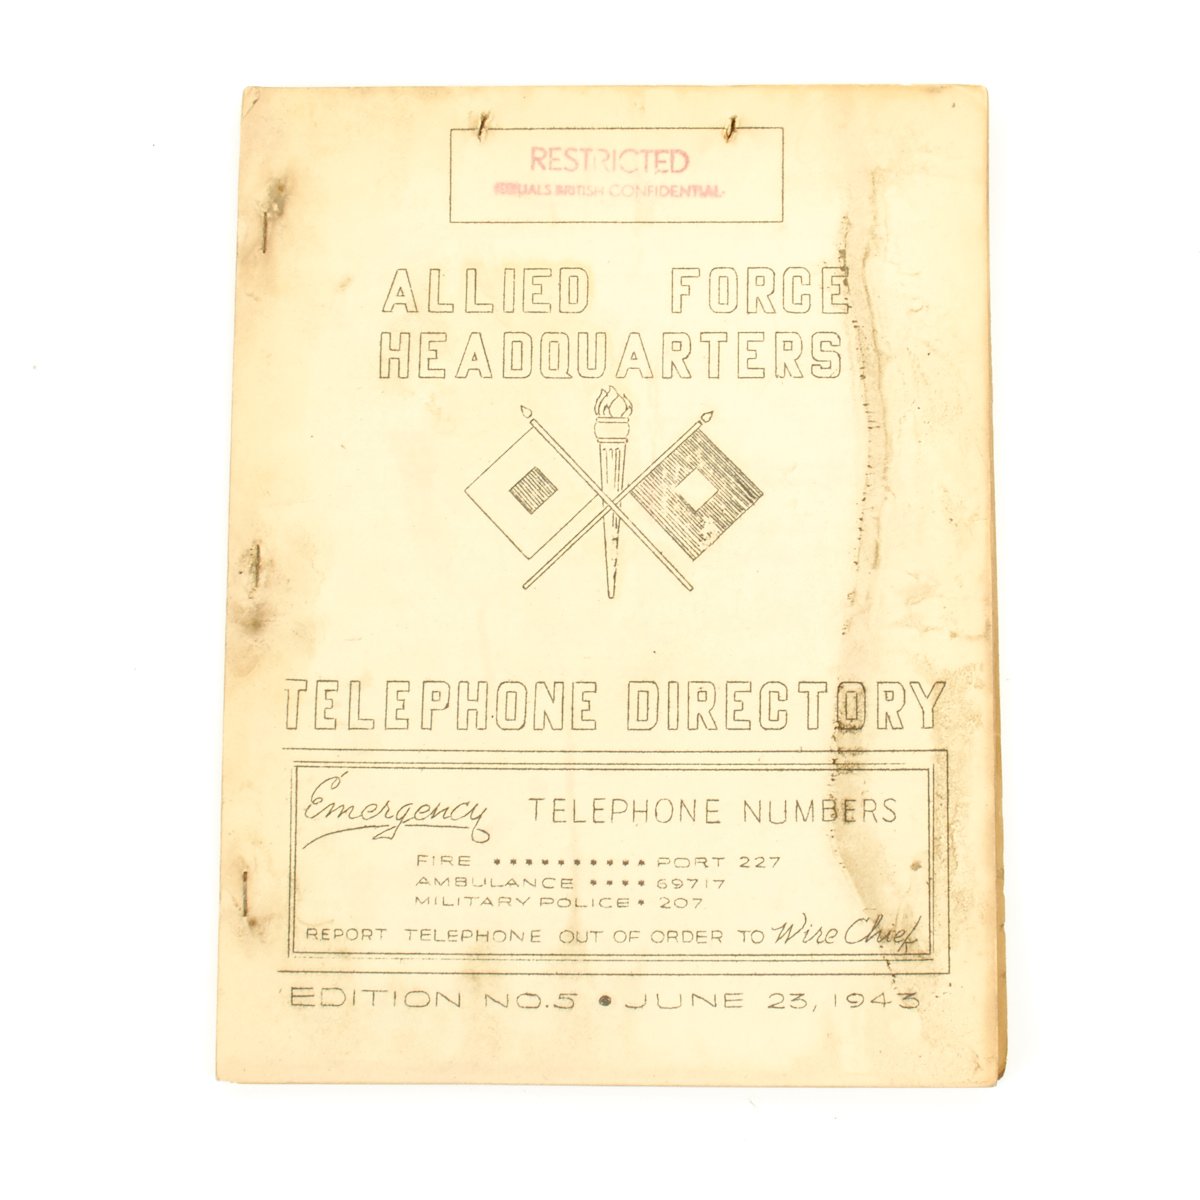 RESTRICTED
EQUALS BRITISH CONFIDENTIAL
ALLIED FORCE
HEADQUARTERS
TELEPHONE DIRECTORY
Emergency TELEPHONE NUMBERS
FIRE •••••••••• PORT 227
AMBULANCE •••• 69717
MILITARY POLICE • 207
REPORT TELEPHONE OUT OF ORDER TO Wire Chief
EDITION NO.5 • JUNE 23, 1943